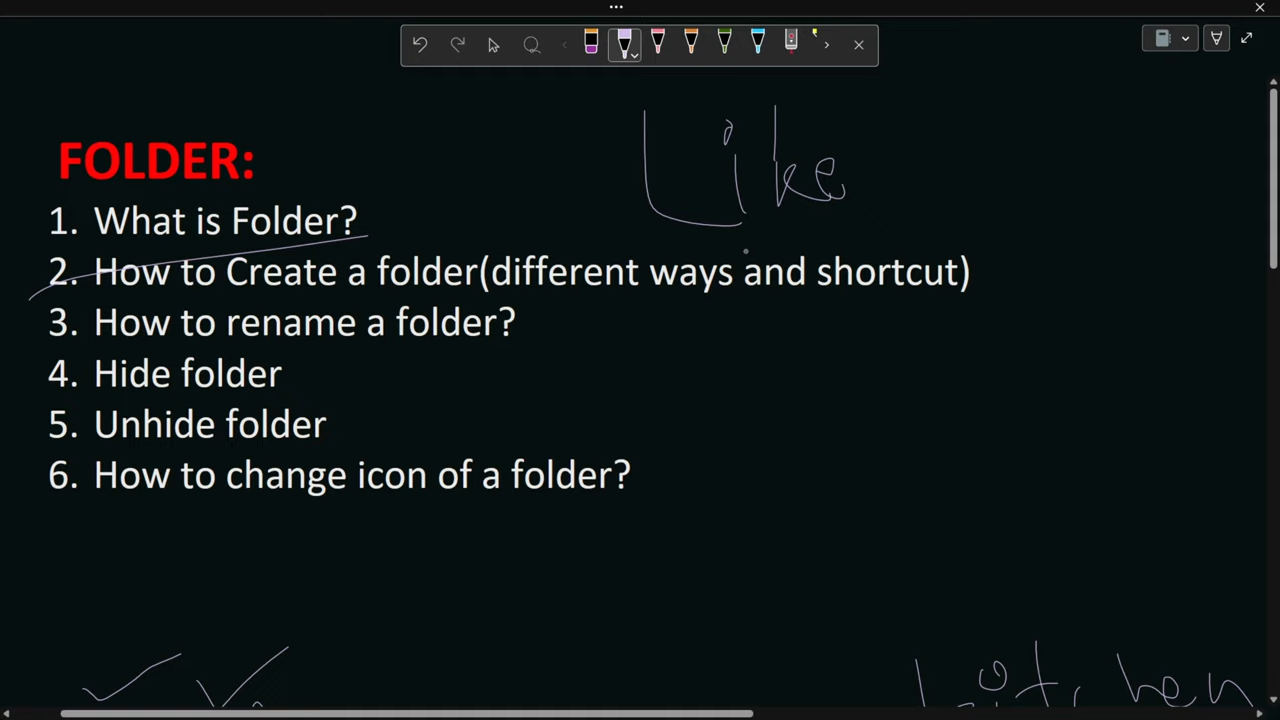 Like
FOLDER:
1. What is Folder?
2. How to Create a folder(different ways and shortcut)
3. How to rename a folder?
4. Hide folder
5. Unhide folder
6. How to change icon of a folder?